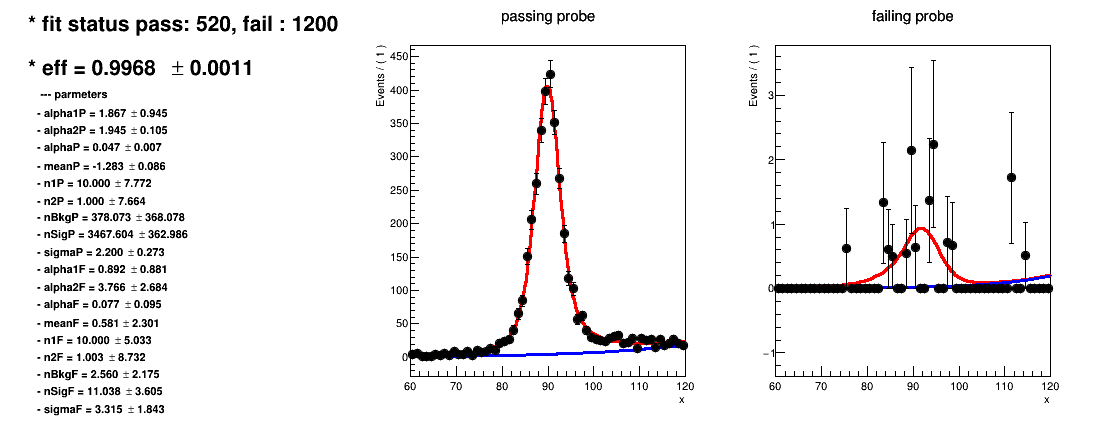 * fit status pass: 520, fail : 1200
* eff = 0.9968 ± 0.0011
--- parmeters
- alpha1P = 1.867 ± 0.945
- alpha2P = 1.945 ± 0.105
- alphaP = 0.047 ± 0.007
- meanP = -1.283 ± 0.086
- n1P = 10.000 ± 7.772
- n2P = 1.000 ± 7.664
- nBkgP = 378.073 ± 368.078
- nSigP = 3467.604 ± 362.986
- sigmaP = 2.200 ± 0.273
- alpha1F = 0.892 ± 0.881
- alpha2F = 3.766 ± 2.684
- alphaF = 0.077 ± 0.095
- meanF = 0.581 ± 2.301
- n1F = 10.000 ± 5.033
- n2F = 1.003 ± 8.732
- nBkgF = 2.560 ± 2.175
- nSigF = 11.038 ± 3.605
- sigmaF = 3.315 ± 1.843
passing probe
Events / ( 1 )
450
400
350
300
250
200
150
100
50
0
60 70 80 90 100 110 120
x
failing probe
Events / ( 1 )
3
2
1
0
−1
60 70 80 90 100 110 120
x